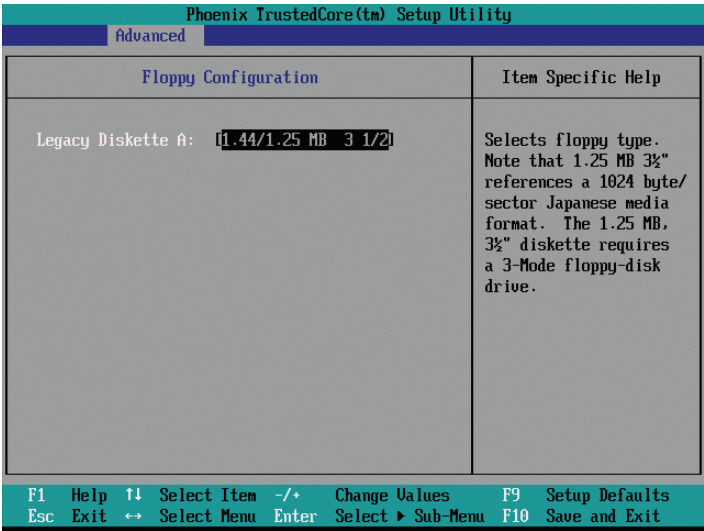 Phoenix TrustedCore(tm) Setup Utility
Advanced
Floppy Configuration
Item Specific Help
Legacy Diskette A: [1.44/1.25 MB 3 1/2]
Selects floppy type.
Note that 1.25 MB 3½"
references a 1024 byte/
sector Japanese media
format. The 1.25 MB,
3½" diskette requires
a 3-Mode floppy-disk
drive.
F1 Help ↑↓ Select Item -/+ Change Values F9 Setup Defaults
Esc Exit ↔ Select Menu Enter Select ▶ Sub-Menu F10 Save and Exit